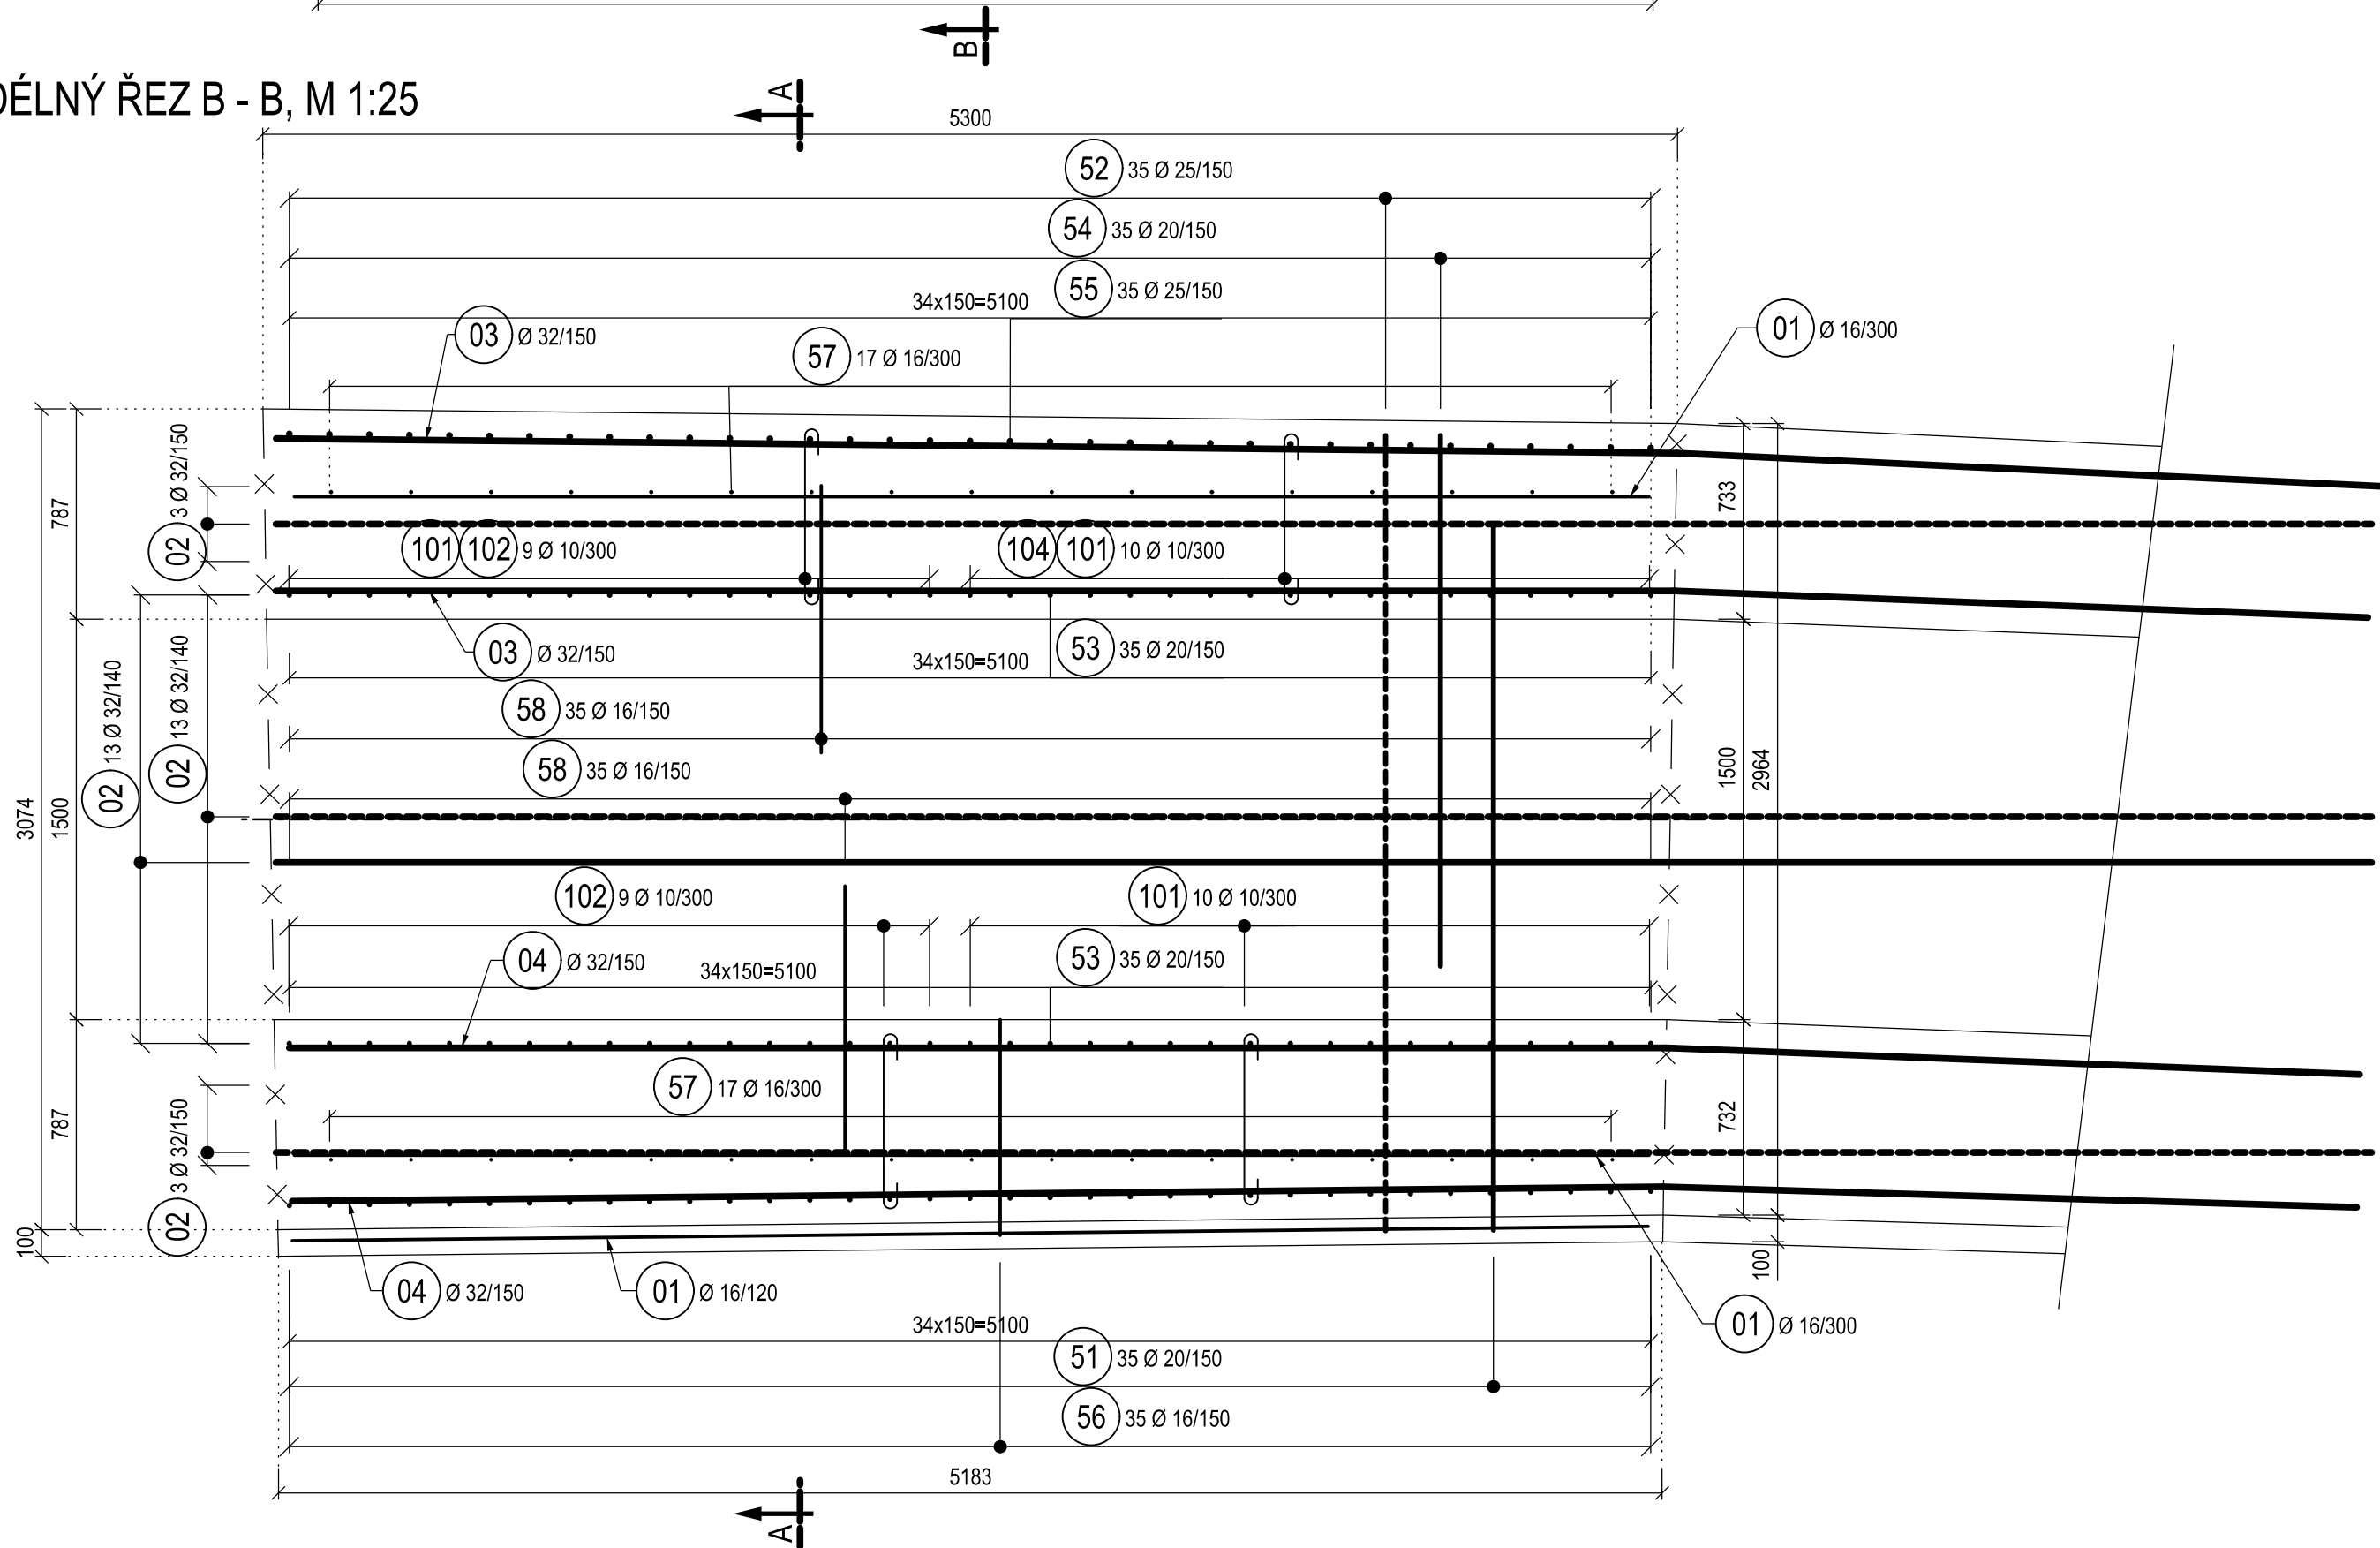 B
DÉLNÝ ŘEZ B - B, M 1:25
A
5300
52 35 Ø 25/150
54 35 Ø 20/150
34x150=5100 55 35 Ø 25/150
03 Ø 32/150
57 17 Ø 16/300
01 Ø 16/300
787
02 3 Ø 32/150
733
101 102 9 Ø 10/300
104 101 10 Ø 10/300
03 Ø 32/150
34x150=5100 53 35 Ø 20/150
58 35 Ø 16/150
58 35 Ø 16/150
3074
1500
02 13 Ø 32/140
02 13 Ø 32/140
1500
2964
102 9 Ø 10/300
101 10 Ø 10/300
04 Ø 32/150
34x150=5100 53 35 Ø 20/150
57 17 Ø 16/300
787
02 3 Ø 32/150
732
100
100
04 Ø 32/150
01 Ø 16/120
01 Ø 16/300
34x150=5100
51 35 Ø 20/150
56 35 Ø 16/150
5183
A